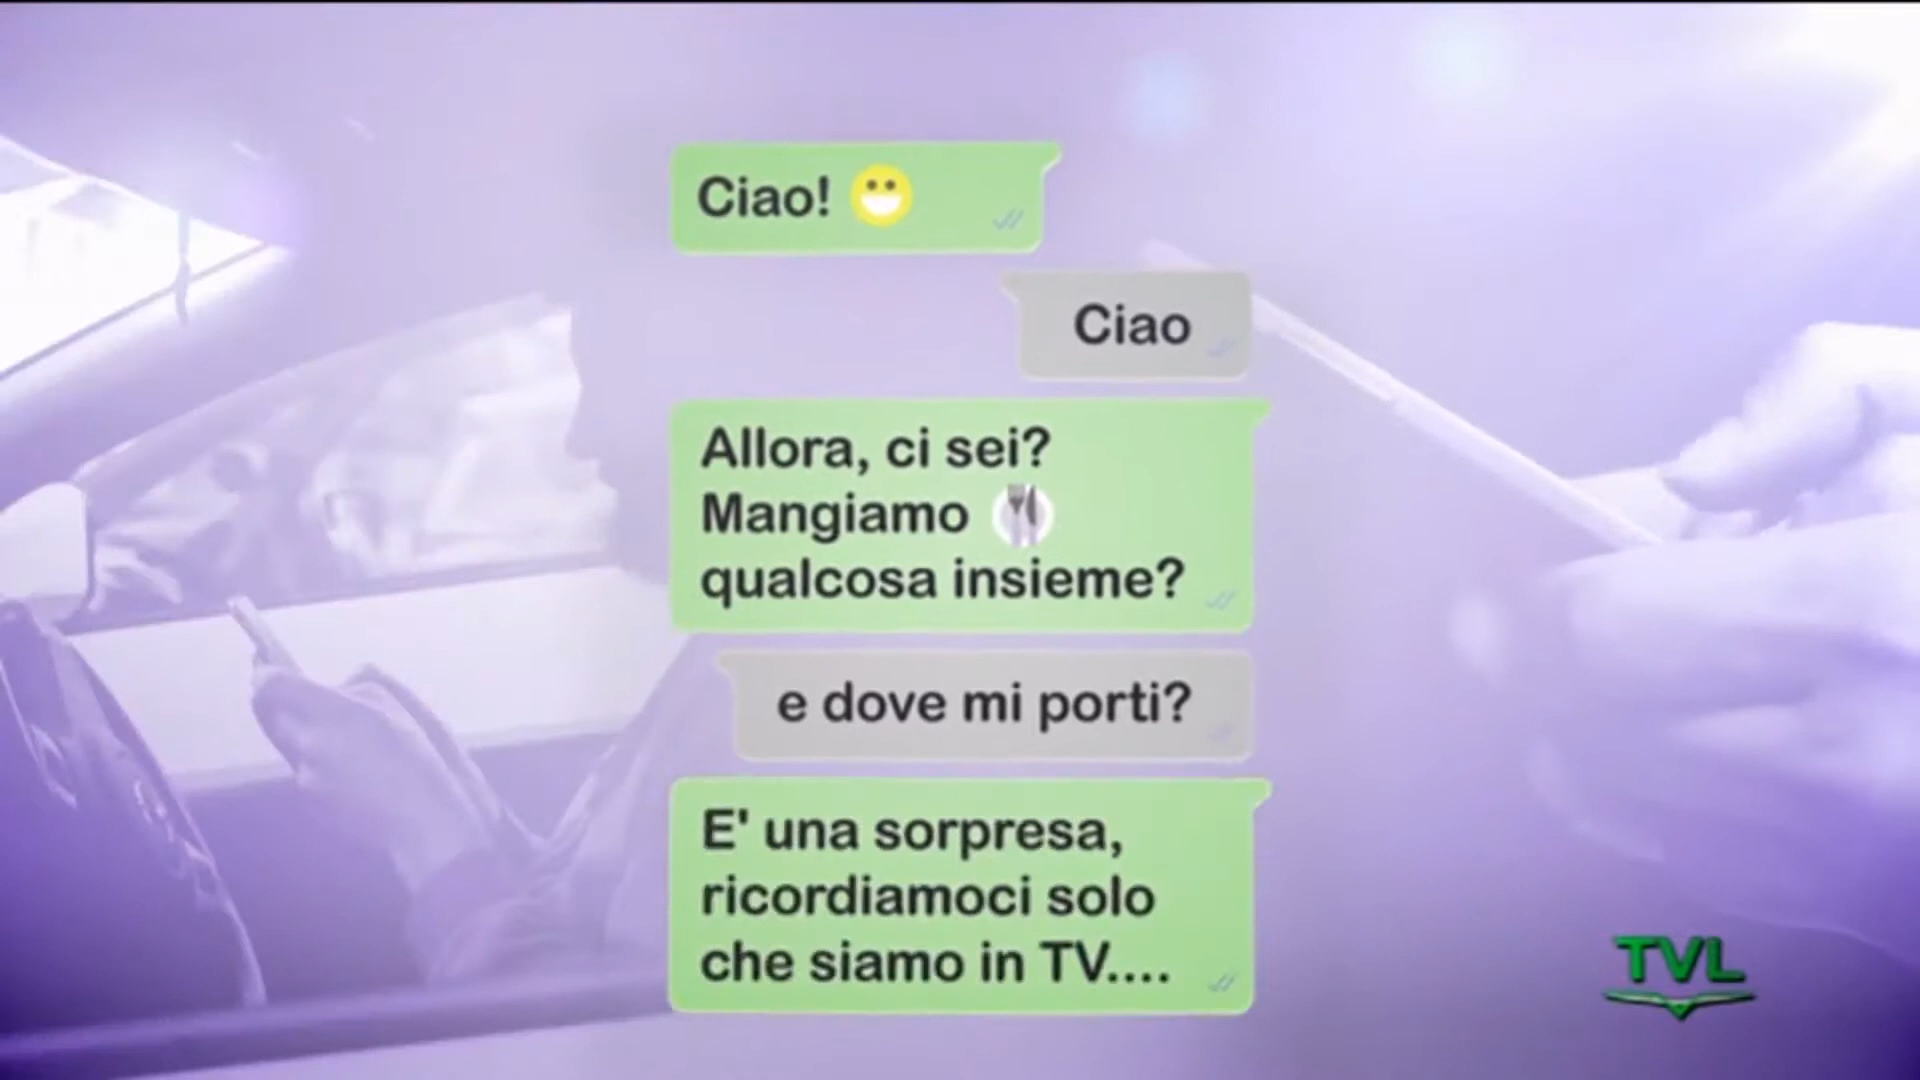 Ciao! 😀
Ciao
Allora, ci sei?
Mangiamo 🍽
qualcosa insieme?
e dove mi porti?
E' una sorpresa,
ricordiamoci solo
che siamo in TV....
TVL